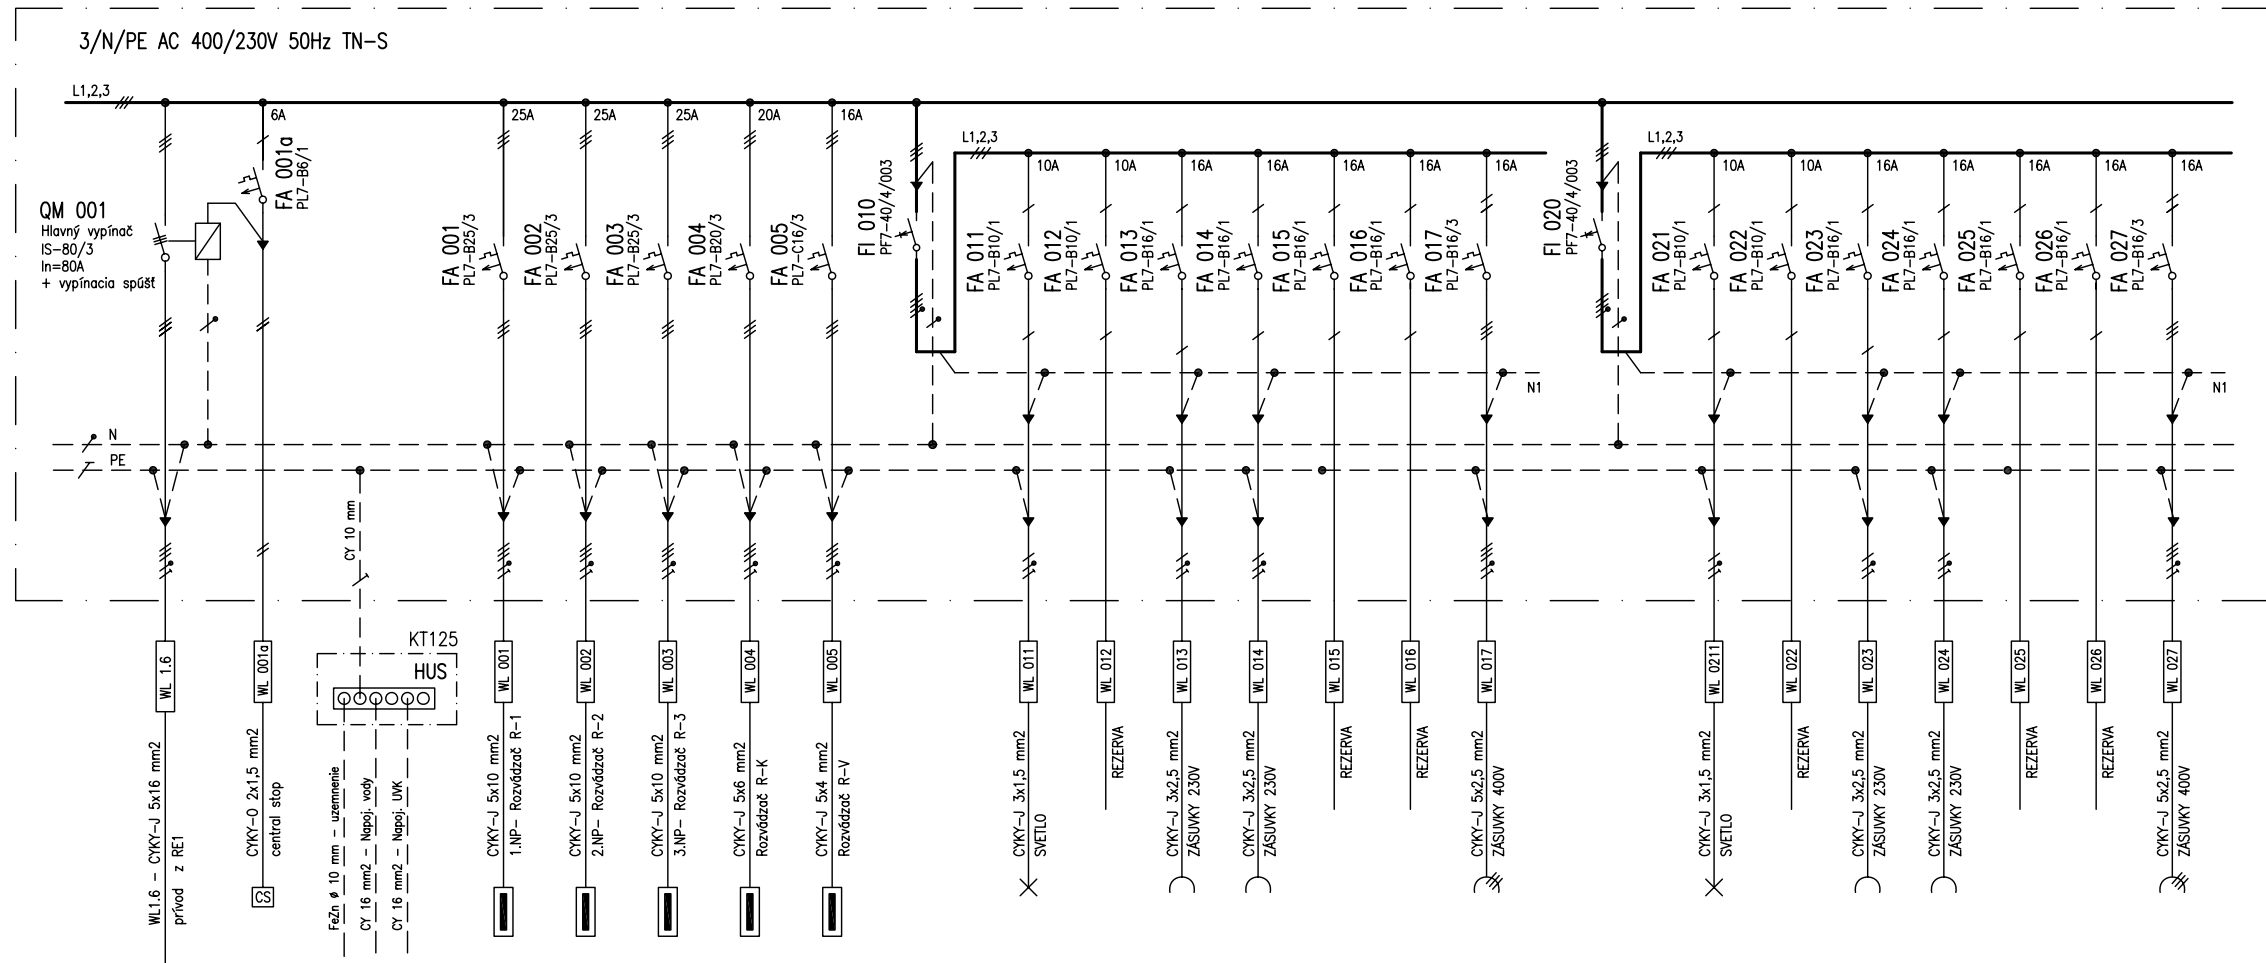 3/N/PE AC 400/230V 50Hz TN-S
L1,2,3
6A
25A
25A
25A
20A
16A
L1,2,3
10A
10A
16A
16A
16A
16A
16A
L1,2,3
10A
10A
16A
16A
16A
16A
16A
QM 001
Hlavný vypínač
IS-80/3
In=80A
+ vypínacia spúšť
FA 001a
PL7-B6/1
FA 001
PL7-B25/3
FA 002
PL7-B25/3
FA 003
PL7-B25/3
FA 004
PL7-B20/3
FA 005
PL7-C16/3
FI 010
PF7-40/4/003
FA 011
PL7-B10/1
FA 012
PL7-B10/1
FA 013
PL7-B16/1
FA 014
PL7-B16/1
FA 015
PL7-B16/1
FA 016
PL7-B16/1
FA 017
PL7-B16/3
FI 020
PF7-40/4/003
FA 021
PL7-B10/1
FA 022
PL7-B10/1
FA 023
PL7-B16/1
FA 024
PL7-B16/1
FA 025
PL7-B16/1
FA 026
PL7-B16/1
FA 027
PL7-B16/3
N1
N1
N
PE
CY 10 mm
KT125
HUS
WL 1.6
WL 001a
WL 001
WL 002
WL 003
WL 004
WL 005
WL 011
WL 012
WL 013
WL 014
WL 015
WL 016
WL 017
WL 0211
WL 022
WL 023
WL 024
WL 025
WL 026
WL 027
WL1.6 - CYKY-J 5x16 mm2
prívod z RE1
CYKY-O 2x1,5 mm2
central stop
CS
FeZn ø 10 mm - uzemnenie
CY 16 mm2 - Napoj. vody
CY 16 mm2 - Napoj. UVK
CYKY-J 5x10 mm2
1.NP- Rozvádzač R-1
CYKY-J 5x10 mm2
2.NP- Rozvádzač R-2
CYKY-J 5x10 mm2
3.NP- Rozvádzač R-3
CYKY-J 5x6 mm2
Rozvádzač R-K
CYKY-J 5x4 mm2
Rozvádzač R-V
CYKY-J 3x1,5 mm2
SVETLO
REZERVA
CYKY-J 3x2,5 mm2
ZÁSUVKY 230V
CYKY-J 3x2,5 mm2
ZÁSUVKY 230V
REZERVA
REZERVA
CYKY-J 5x2,5 mm2
ZÁSUVKY 400V
CYKY-J 3x1,5 mm2
SVETLO
REZERVA
CYKY-J 3x2,5 mm2
ZÁSUVKY 230V
CYKY-J 3x2,5 mm2
ZÁSUVKY 230V
REZERVA
REZERVA
CYKY-J 5x2,5 mm2
ZÁSUVKY 400V